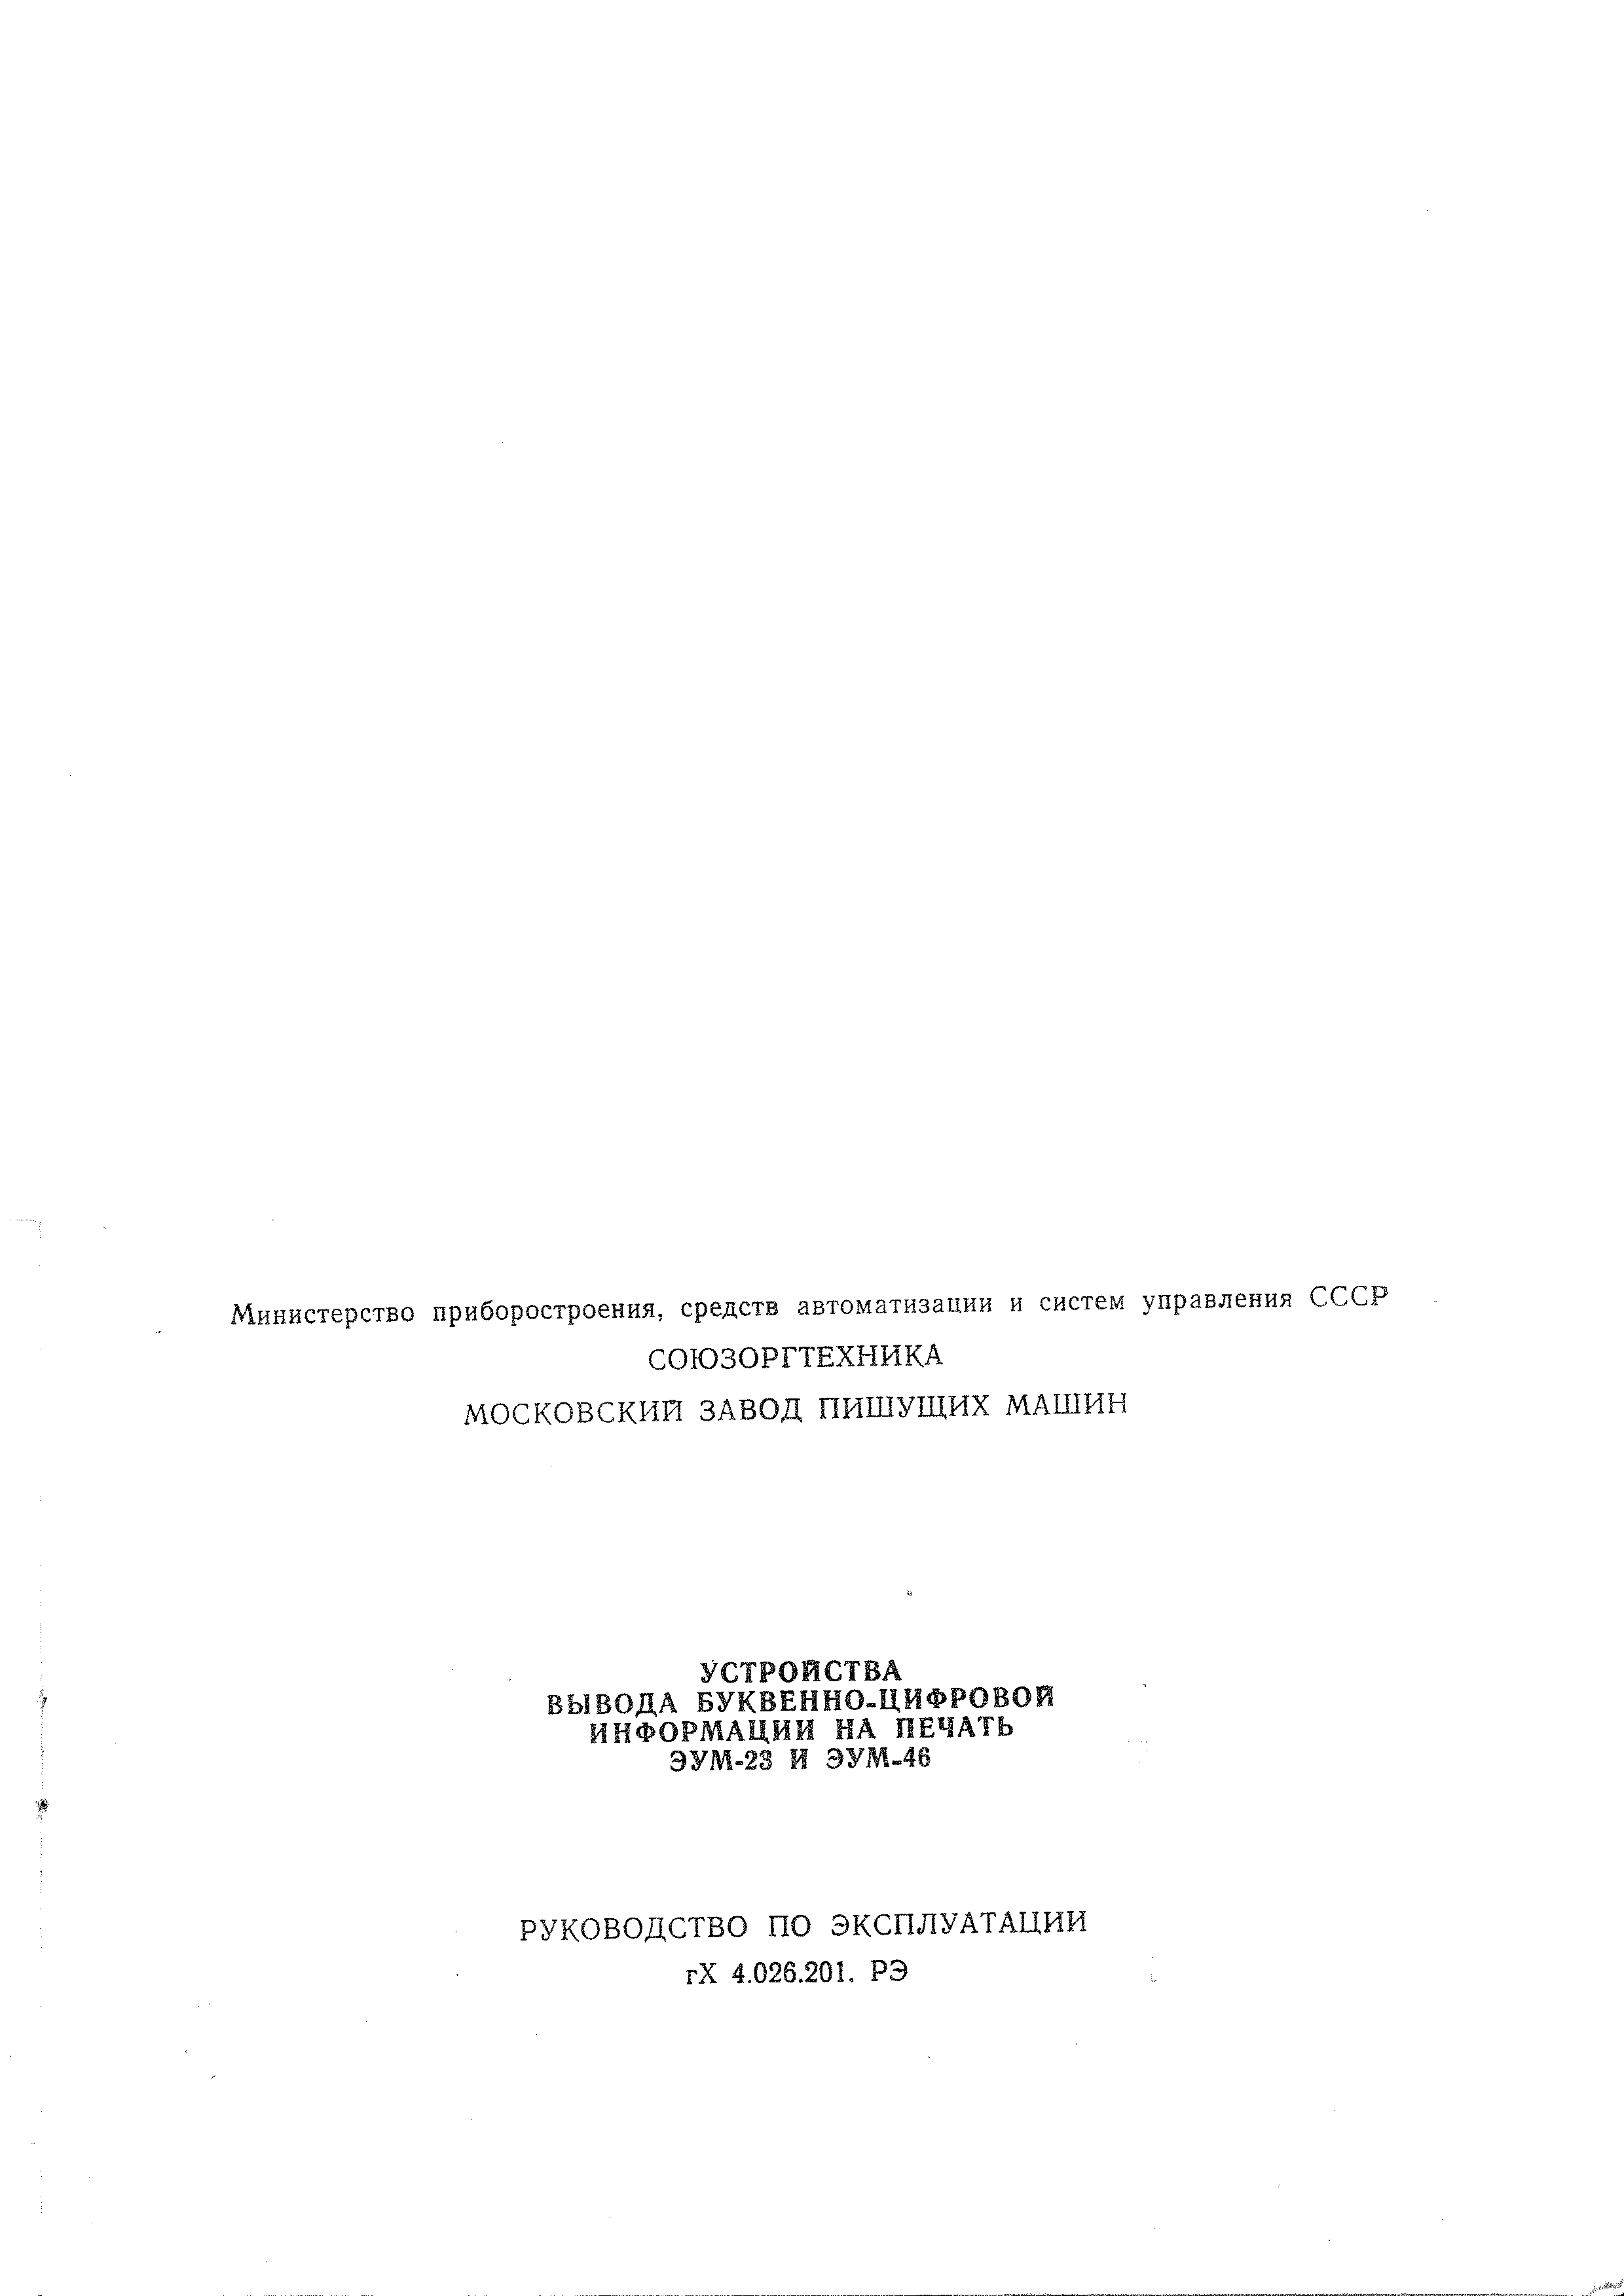 Министерство приборостроения, средств автоматизации и систем управления СССР
СОЮЗОРГТЕХНИКА
МОСКОВСКИЙ ЗАВОД ПИШУЩИХ МАШИН
УСТРОЙСТВА
ВЫВОДА БУКВЕННО-ЦИФРОВОЙ
ИНФОРМАЦИИ НА ПЕЧАТЬ
ЭУМ-23 И ЭУМ-46
РУКОВОДСТВО ПО ЭКСПЛУАТАЦИИ
гХ 4.026.201. РЭ